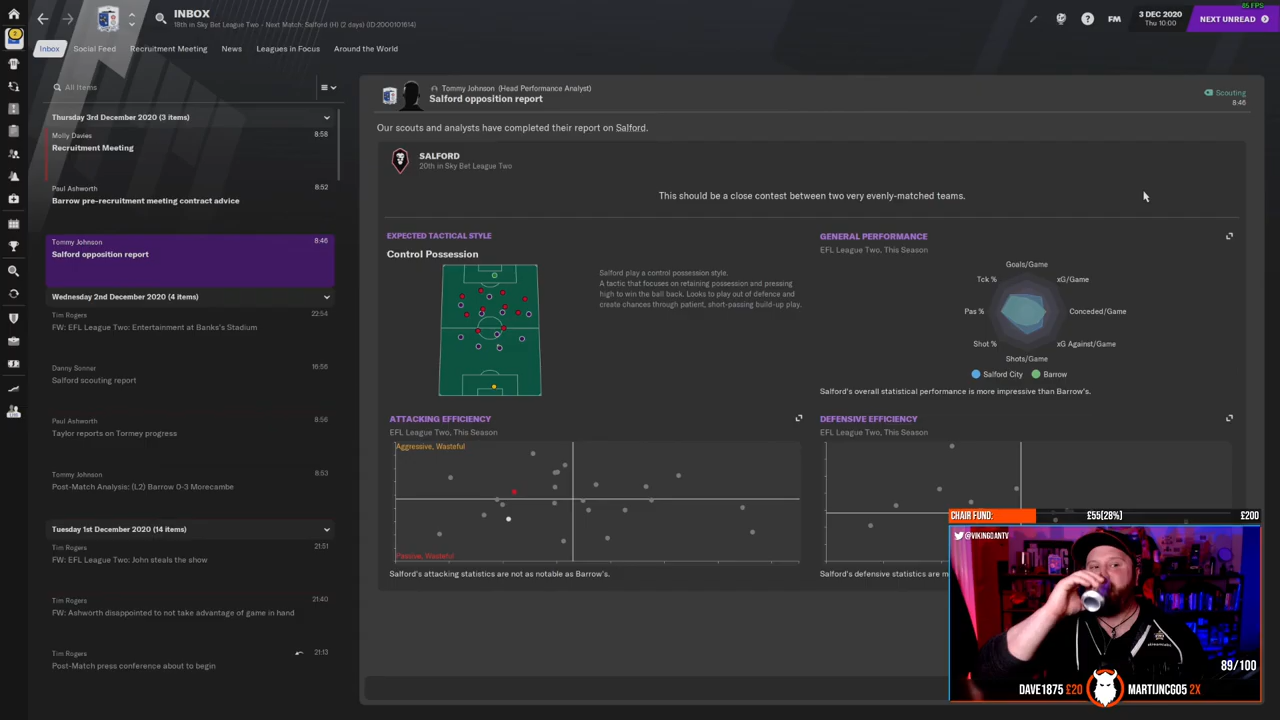 85 FPS
INBOX
19th in Sky Bet League Two - Next Match: Salford (H) (2 days) (ID:2000101614)
2
FM
3 DEC 2020
Thu 10:00
NEXT UNREAD
Inbox
Social Feed
Recruitment Meeting
News
Leagues in Focus
Around the World
All Items
Thursday 3rd December 2020 (3 items)
Molly Davies
8:58
Recruitment Meeting
Paul Ashworth
8:52
Barrow pre-recruitment meeting contract advice
Tommy Johnson
8:46
Salford opposition report
Wednesday 2nd December 2020 (4 items)
Tim Rogers
22:54
FW: EFL League Two: Entertainment at Banks's Stadium
Danny Sonner
16:56
Salford scouting report
Paul Ashworth
8:56
Taylor reports on Tormey progress
Tommy Johnson
8:53
Post-Match Analysis: (L2) Barrow 0-3 Morecambe
Tuesday 1st December 2020 (14 items)
Tim Rogers
21:51
FW: EFL League Two: John steals the show
Tim Rogers
21:40
FW: Ashworth disappointed to not take advantage of game in hand
Tim Rogers
21:13
Post-Match press conference about to begin
Tommy Johnson (Head Performance Analyst)
Salford opposition report
Scouting
8:46
Our scouts and analysts have completed their report on Salford.
SALFORD
20th in Sky Bet League Two
This should be a close contest between two very evenly-matched teams.
EXPECTED TACTICAL STYLE
Control Possession
Salford play a control possession style.
A tactic that focuses on retaining possession and pressing
high to win the ball back. Looks to play out of defence and
create chances through patient, short-passing build-up play.
GENERAL PERFORMANCE
EFL League Two, This Season
Goals/Game
Tck %
xG/Game
Pas %
Conceded/Game
Shot %
xG Against/Game
Shots/Game
Salford City
Barrow
Salford's overall statistical performance is more impressive than Barrow's.
ATTACKING EFFICIENCY
EFL League Two, This Season
Aggressive, Wasteful
Passive, Wasteful
Salford's attacking statistics are not as notable as Barrow's.
DEFENSIVE EFFICIENCY
EFL League Two, This Season
Salford's defensive statistics are m
CHAIR FUND:
£55(28%)
£200
@VIKINGDANTV
89/100
DAVE1875 £20
MARTIJNCG05 2X